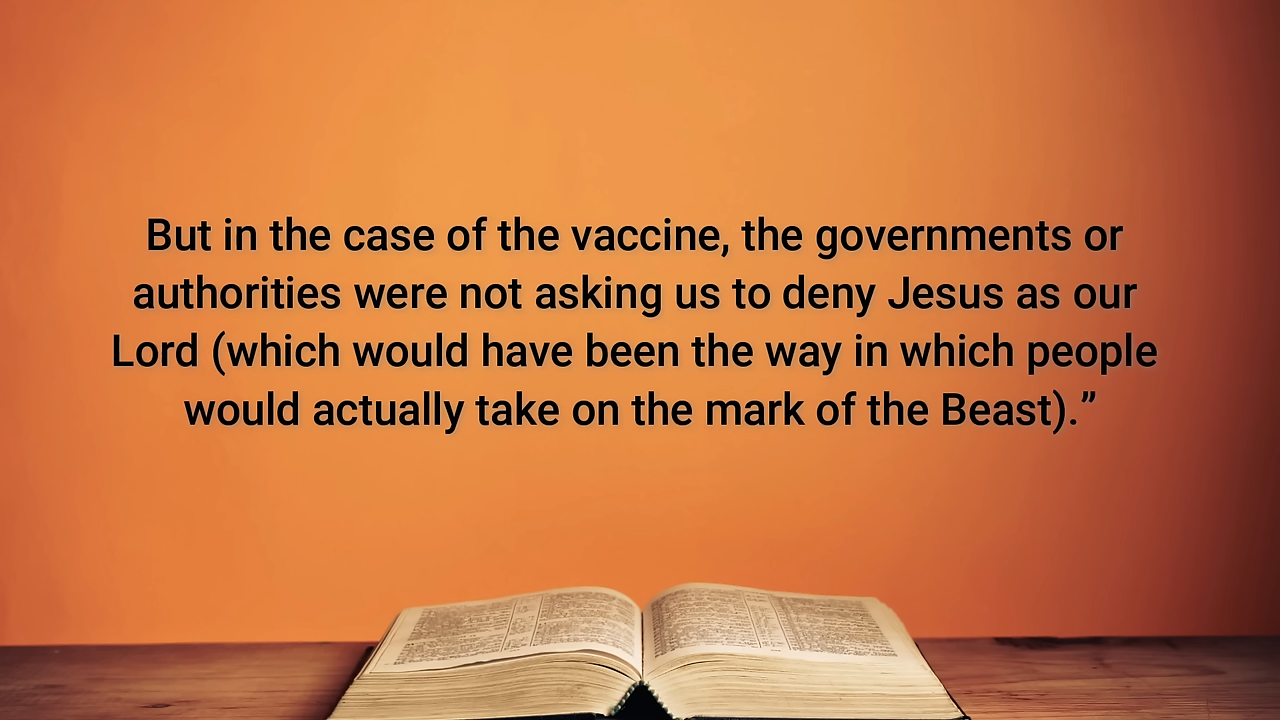 But in the case of the vaccine, the governments or
authorities were not asking us to deny Jesus as our
Lord (which would have been the way in which people
would actually take on the mark of the Beast).”